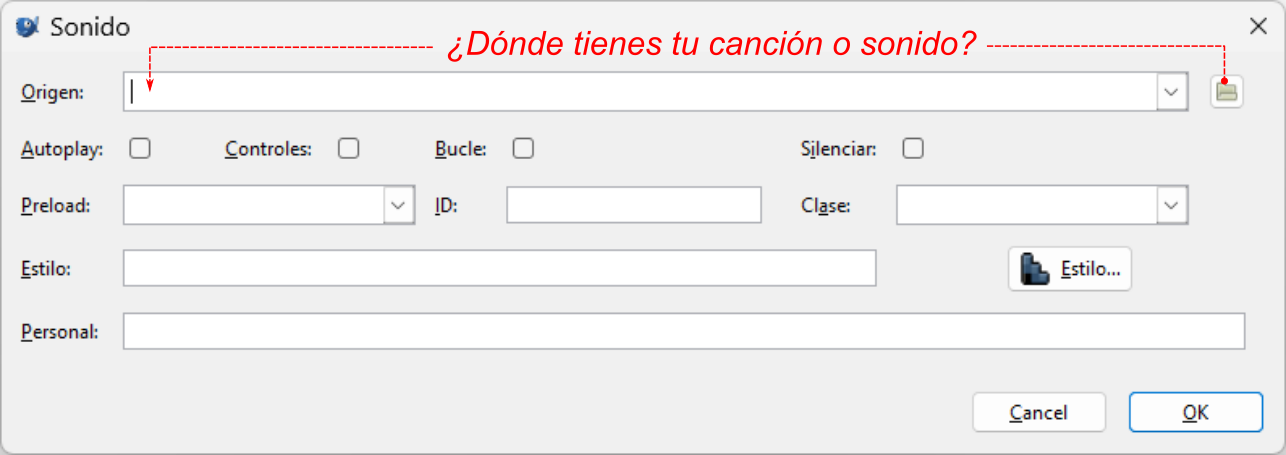 Sonido
¿Dónde tienes tu canción o sonido?
Origen:
Autoplay: Controles: Bucle: Silenciar:
Preload: ID: Clase:
Estilo: Estilo...
Personal:
Cancel OK